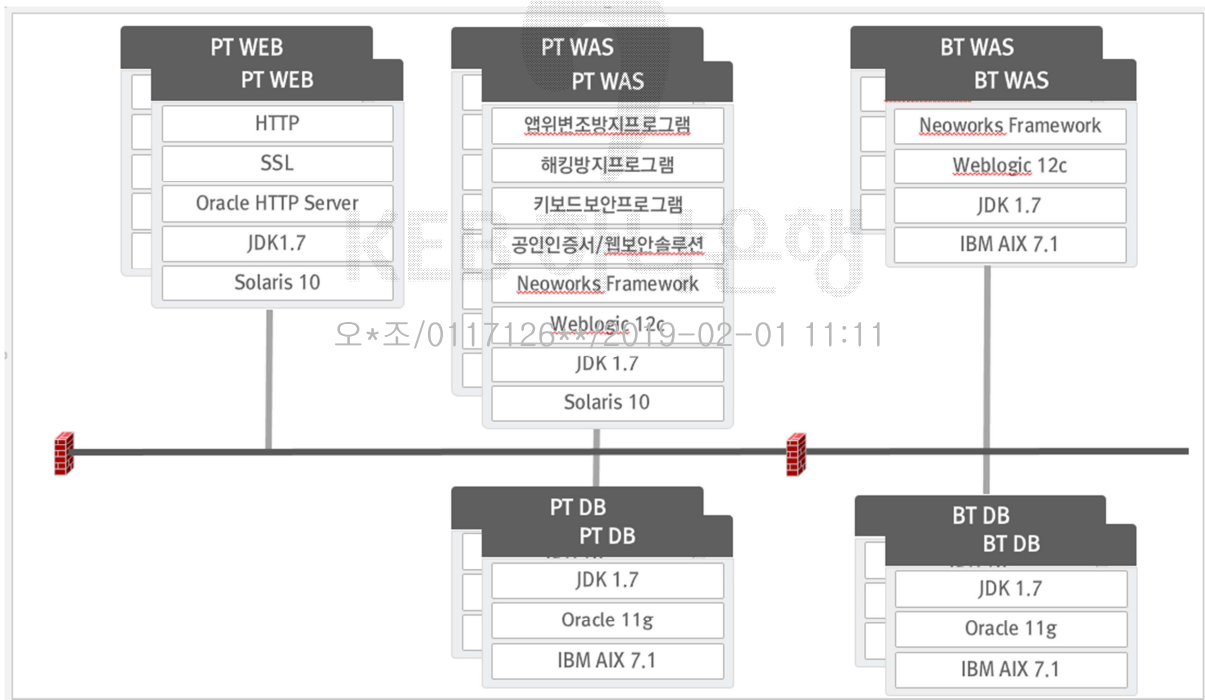 PT WEB
PT WEB
HTTP
SSL
Oracle HTTP Server
JDK1.7
Solaris 10
PT WAS
PT WAS
앱위변조방지프로그램
해킹방지프로그램
키보드보안프로그램
공인인증서/웹보안솔루션
Neoworks Framework
Weblogic 12c
JDK 1.7
Solaris 10
BT WAS
BT WAS
Neoworks Framework
Weblogic 12c
JDK 1.7
IBM AIX 7.1
KEB 하나은행
오*조/0117126**/2019-02-01 11:11
PT DB
PT DB
JDK 1.7
Oracle 11g
IBM AIX 7.1
BT DB
BT DB
JDK 1.7
Oracle 11g
IBM AIX 7.1